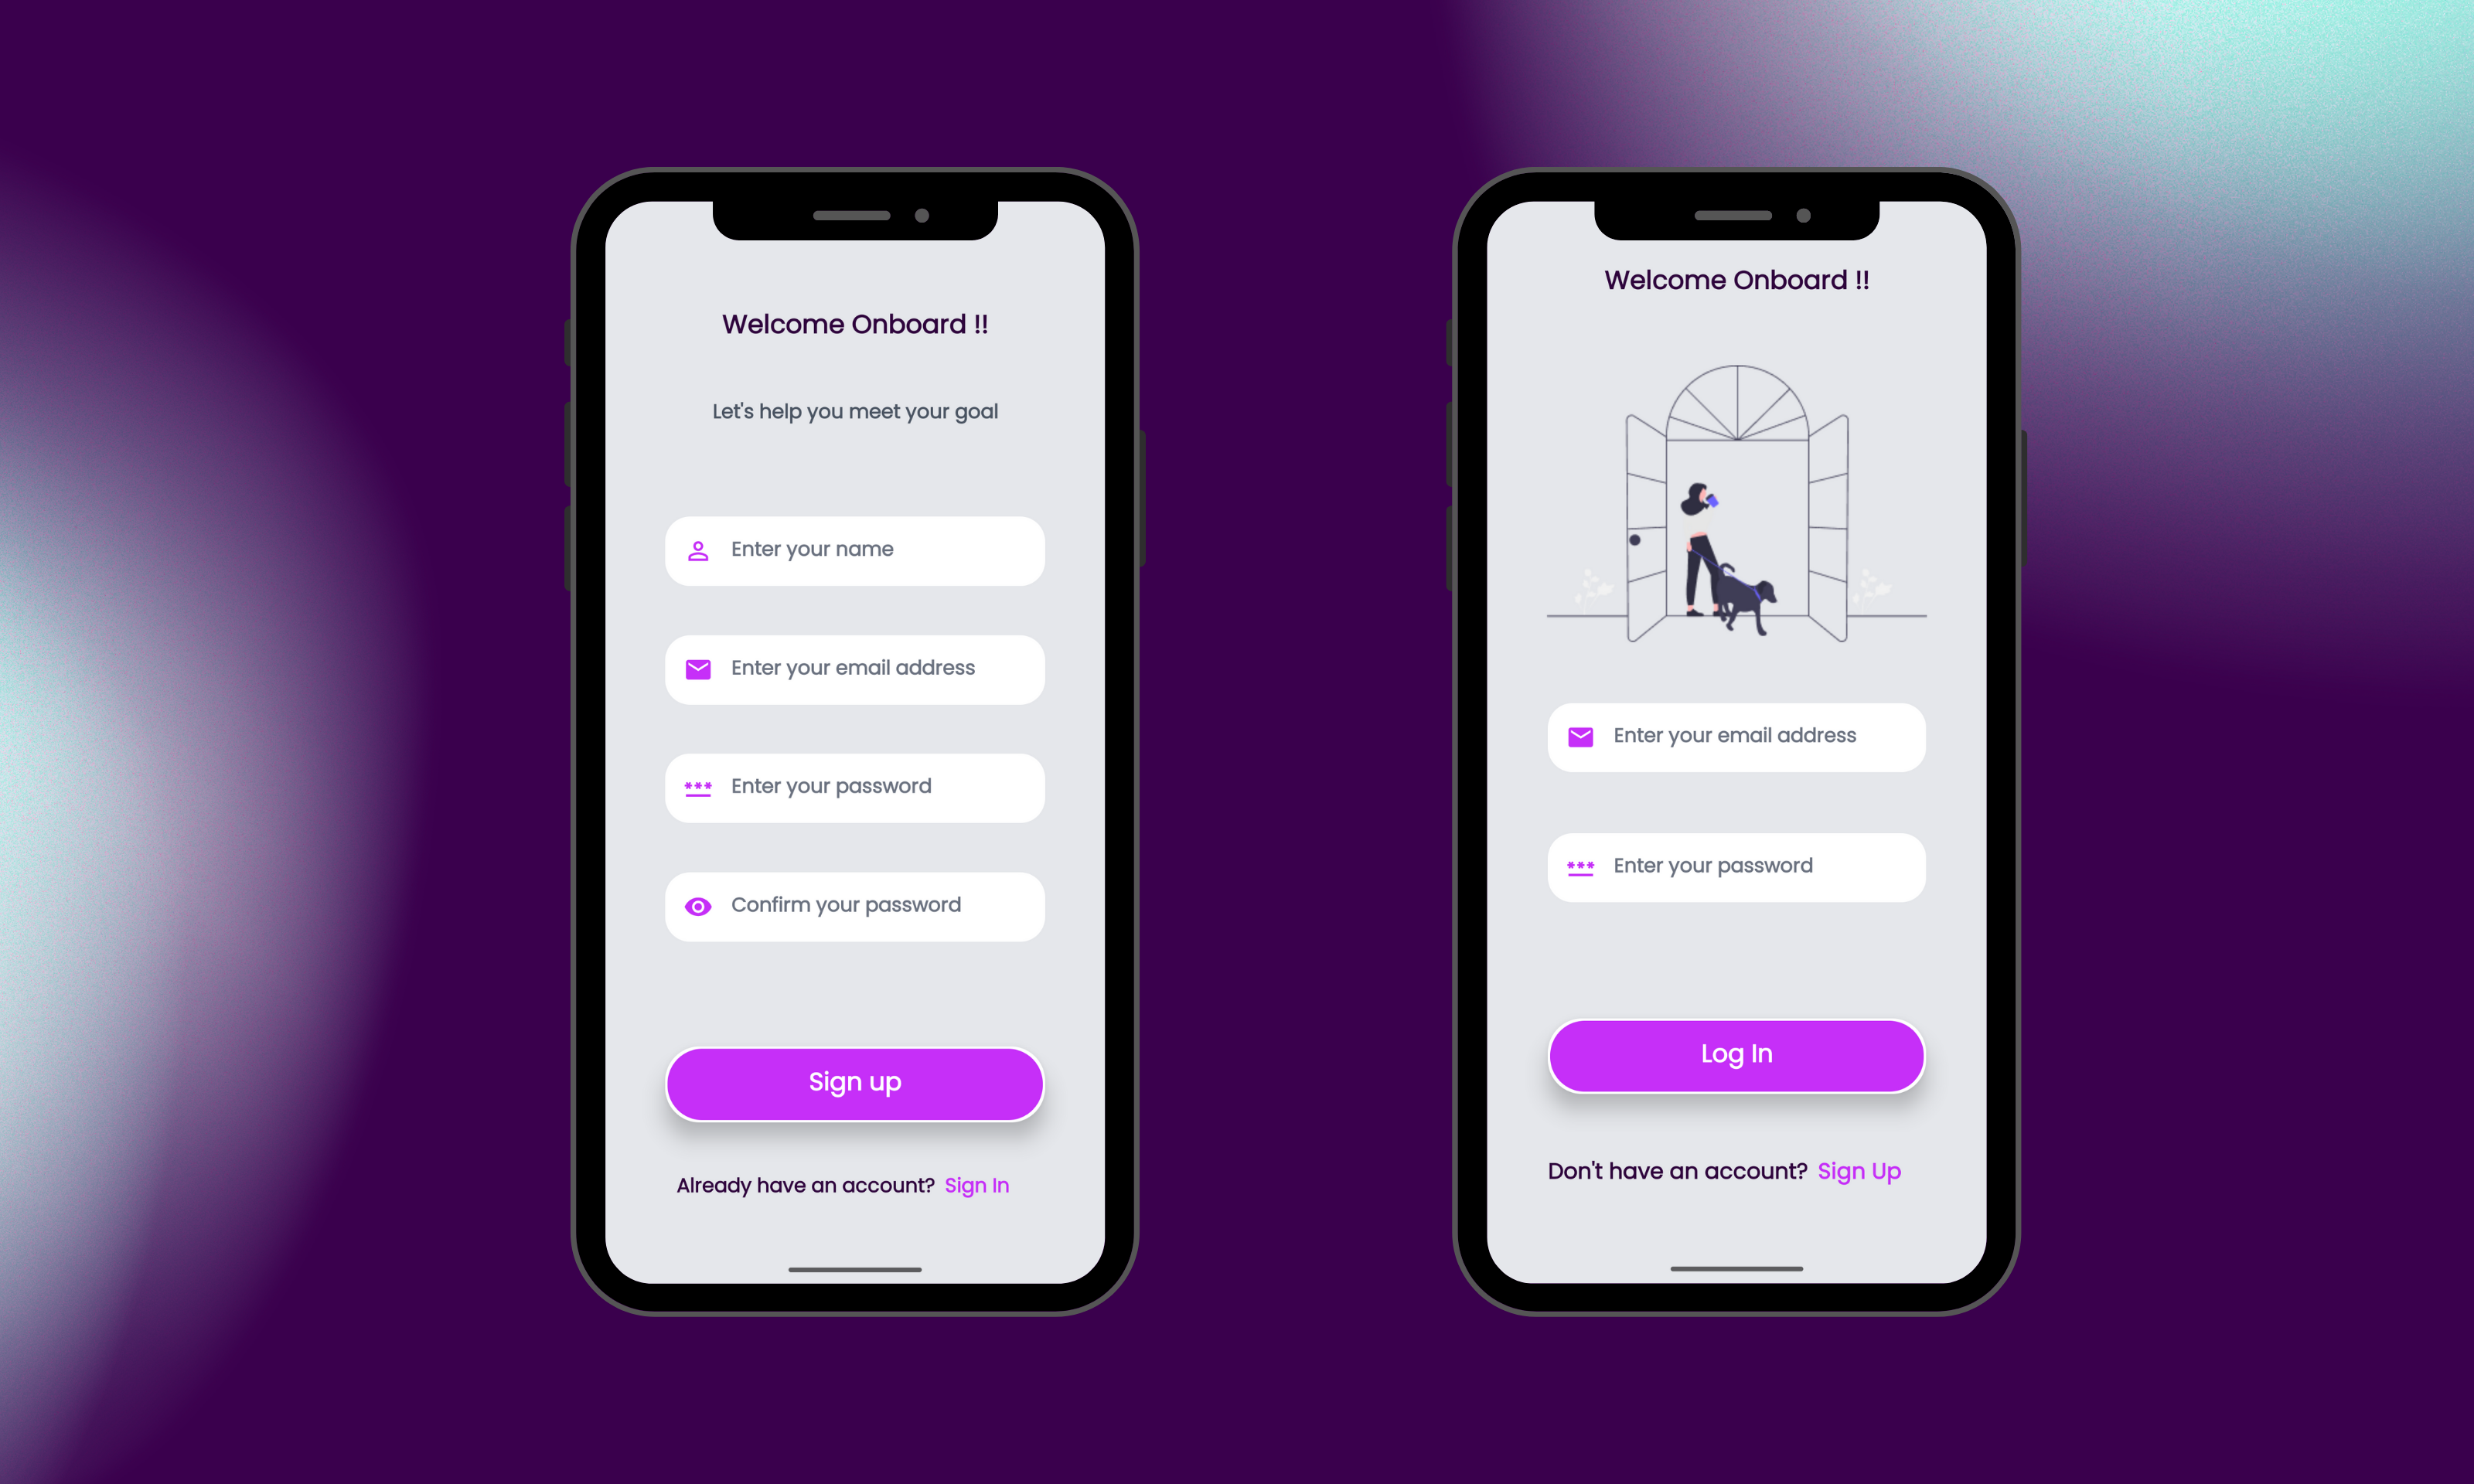 Welcome Onboard !!
Let's help you meet your goal
Enter your name
Enter your email address
*** Enter your password
Confirm your password
Sign up
Already have an account? Sign In
Welcome Onboard !!
Enter your email address
*** Enter your password
Log In
Don't have an account? Sign Up